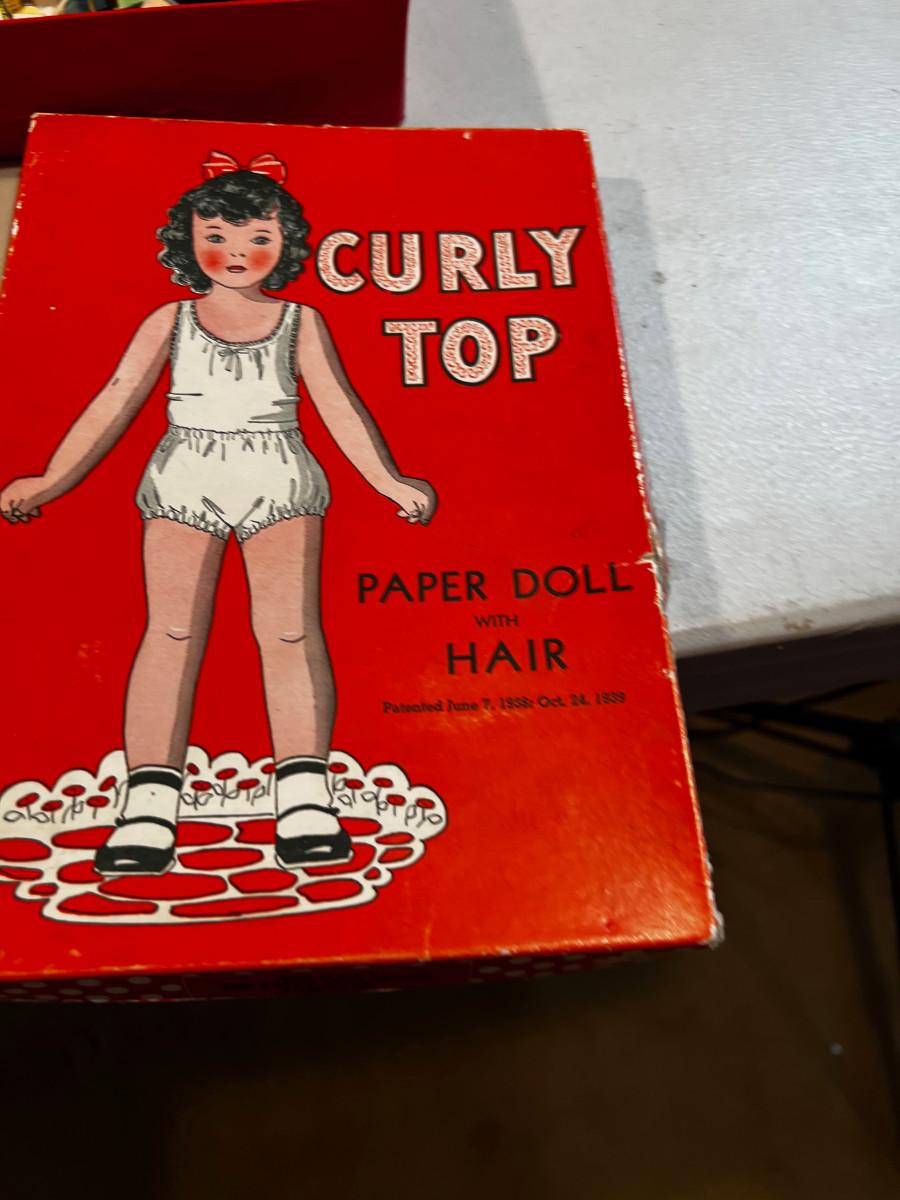 CURLY
TOP
PAPER DOLL
WITH
HAIR
Patented June 7, 1938; Oct. 24, 1939